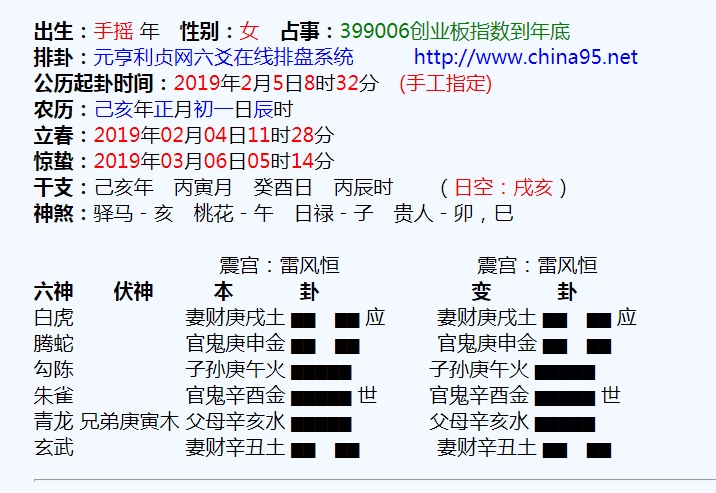 出生：手摇 年　性别：女　占事：399006创业板指数到年底
排卦：元亨利贞网六爻在线排盘系统　　　http://www.china95.net
公历起卦时间：2019年2月5日8时32分　(手工指定)
农历：己亥年正月初一日辰时
立春：2019年02月04日11时28分
惊蛰：2019年03月06日05时14分
干支：己亥年　丙寅月　癸酉日　丙辰时　　（日空：戌亥）
神煞：驿马－亥　桃花－午　日禄－子　贵人－卯，巳
震宫：雷风恒　　　　　　　震宫：雷风恒
六神　　伏神　　　本　　　卦　　　　　　　变　　　卦
白虎　　　　　　妻财庚戌土 ▅▅　▅▅ 应　　妻财庚戌土 ▅▅　▅▅ 应
腾蛇　　　　　　官鬼庚申金 ▅▅　▅▅　　　官鬼庚申金 ▅▅　▅▅
勾陈　　　　　　子孙庚午火 ▅▅▅▅▅　　　子孙庚午火 ▅▅▅▅▅
朱雀　　　　　　官鬼辛酉金 ▅▅▅▅▅ 世　　官鬼辛酉金 ▅▅▅▅▅ 世
青龙 兄弟庚寅木 父母辛亥水 ▅▅▅▅▅　　　父母辛亥水 ▅▅▅▅▅
玄武　　　　　　妻财辛丑土 ▅▅　▅▅　　　妻财辛丑土 ▅▅　▅▅